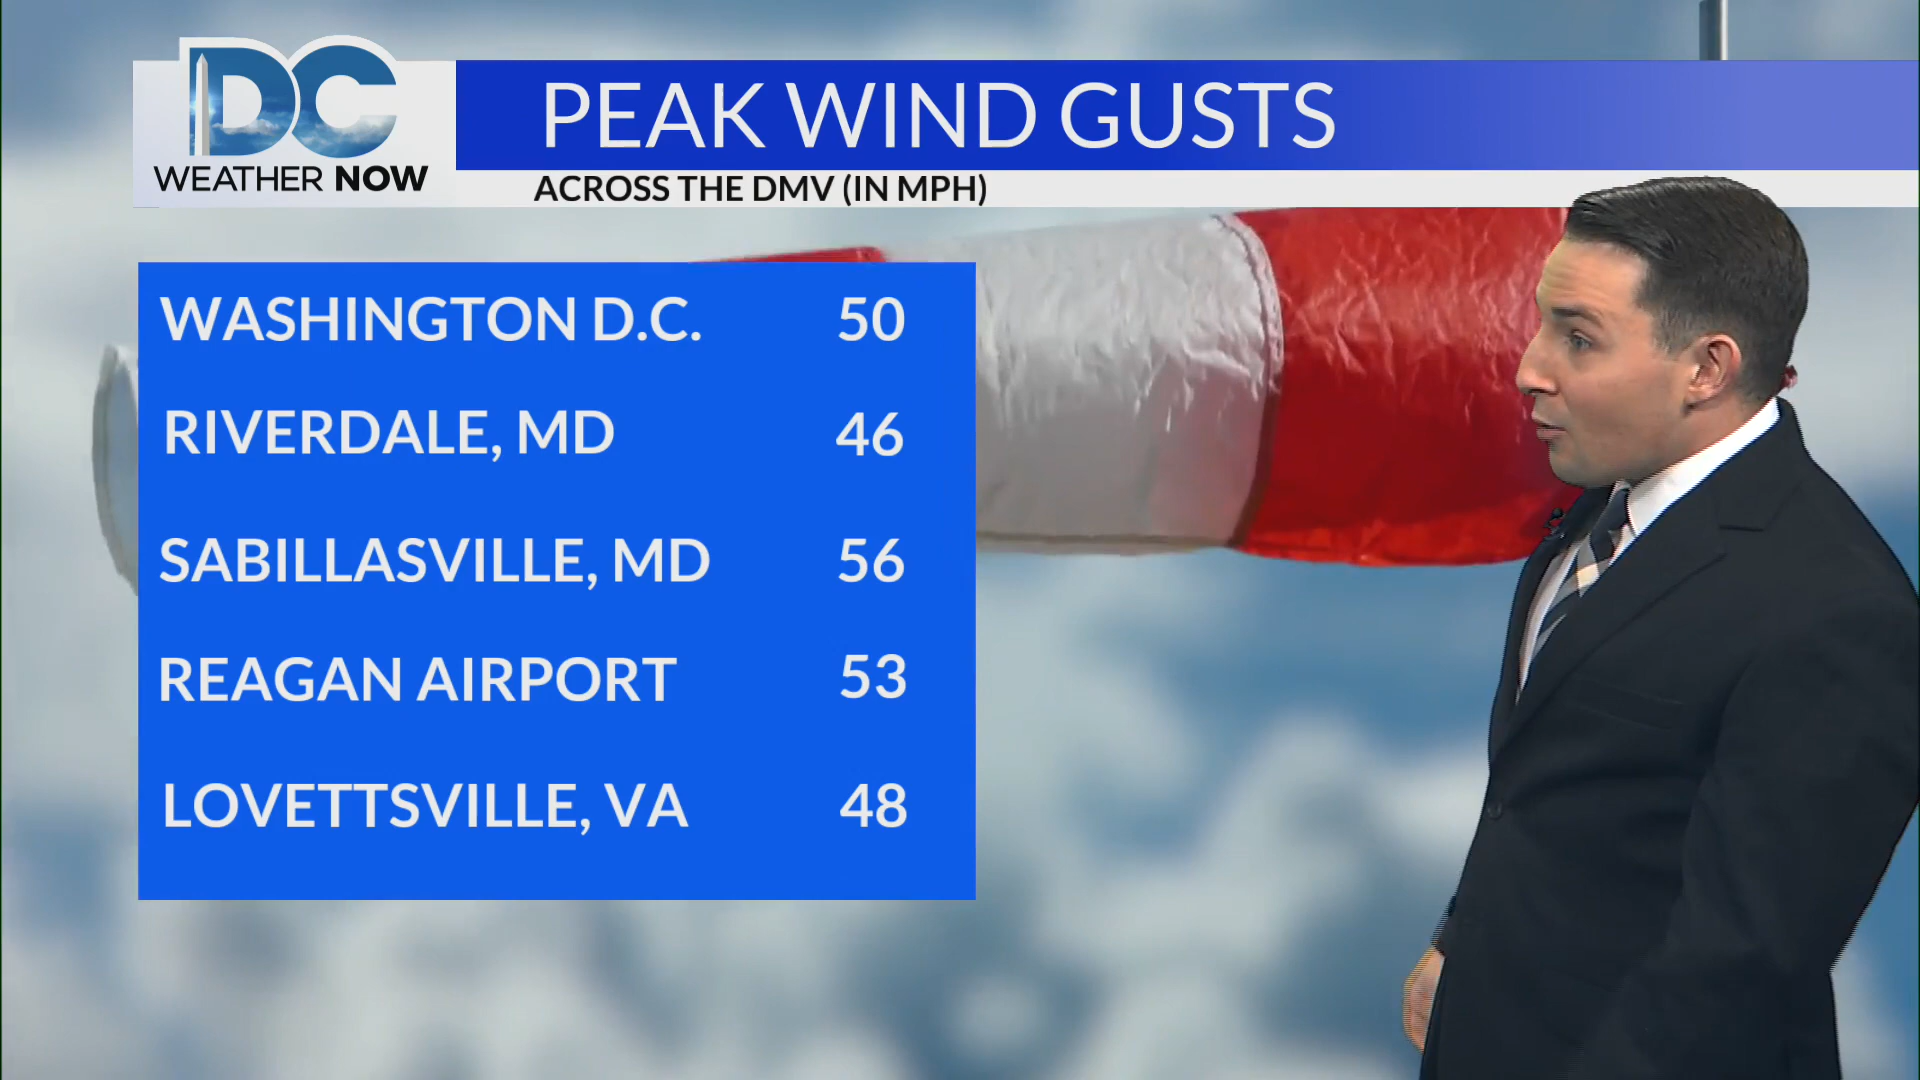 DC
WEATHER NOW
PEAK WIND GUSTS
ACROSS THE DMV (IN MPH)
WASHINGTON D.C. 50
RIVERDALE, MD 46
SABILLASVILLE, MD 56
REAGAN AIRPORT 53
LOVETTSVILLE, VA 48